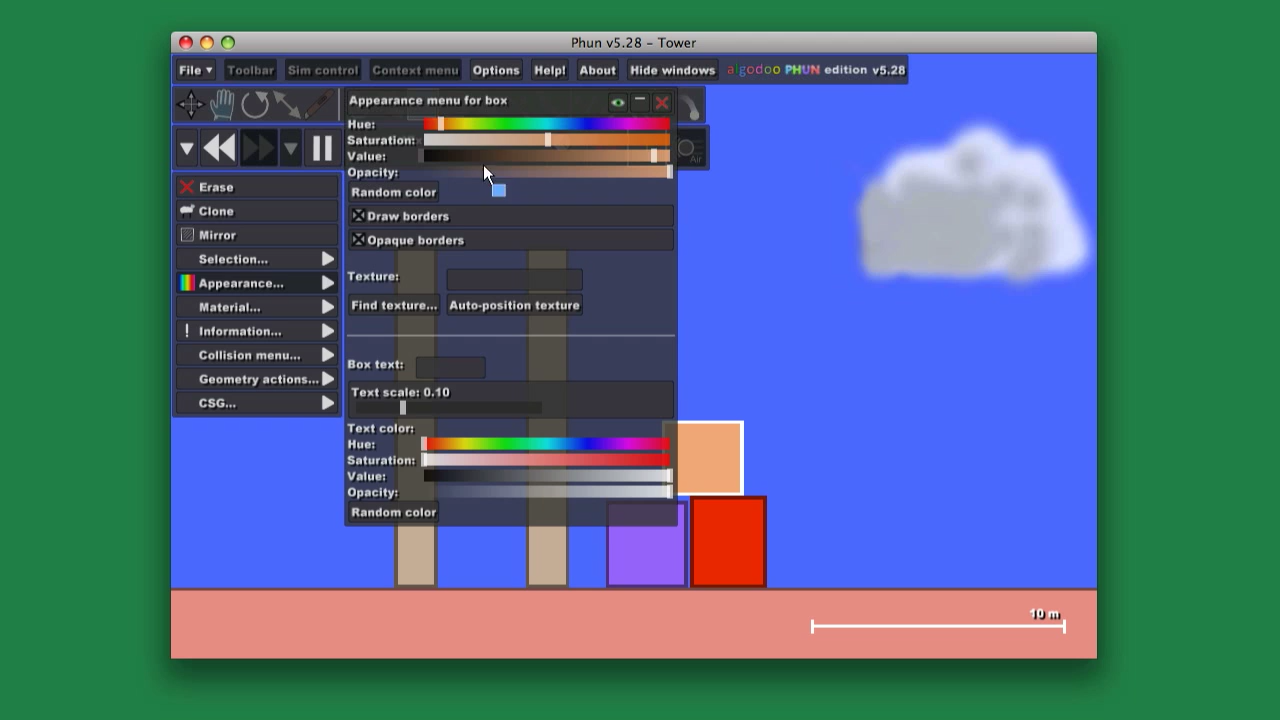 Phun v5.28 – Tower
File ▾ Toolbar Sim control Context menu Options Help! About Hide windows algodoo PHUN edition v5.28
Appearance menu for box
Hue:
Saturation:
Value:
Opacity:
Air
Random color
Erase
Clone
Mirror
Selection...
Appearance...
Material...
Information...
Collision menu...
Geometry actions...
CSG...
Draw borders
Opaque borders
Texture:
Find texture... Auto-position texture
Box text:
Text scale: 0.10
Text color:
Hue:
Saturation:
Value:
Opacity:
Random color
10 m